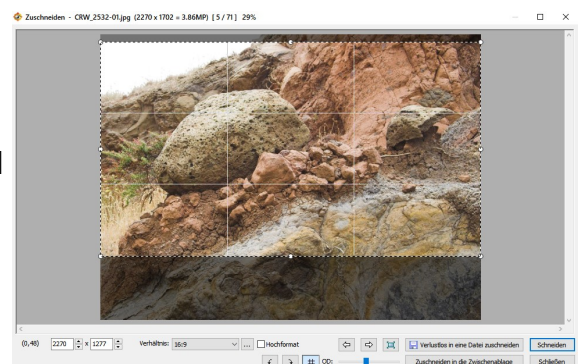 Zuschneiden - CRW_2532-01.jpg (2270 x 1702 = 3.86MP) [ 5 / 71 ] 29%
(0,48) 2270 x 1277 Verhältnis: 16:9 ... Hochformat Verlustlos in eine Datei zuschneiden Schneiden
# OD: Zuschneiden in die Zwischenablage Schließen